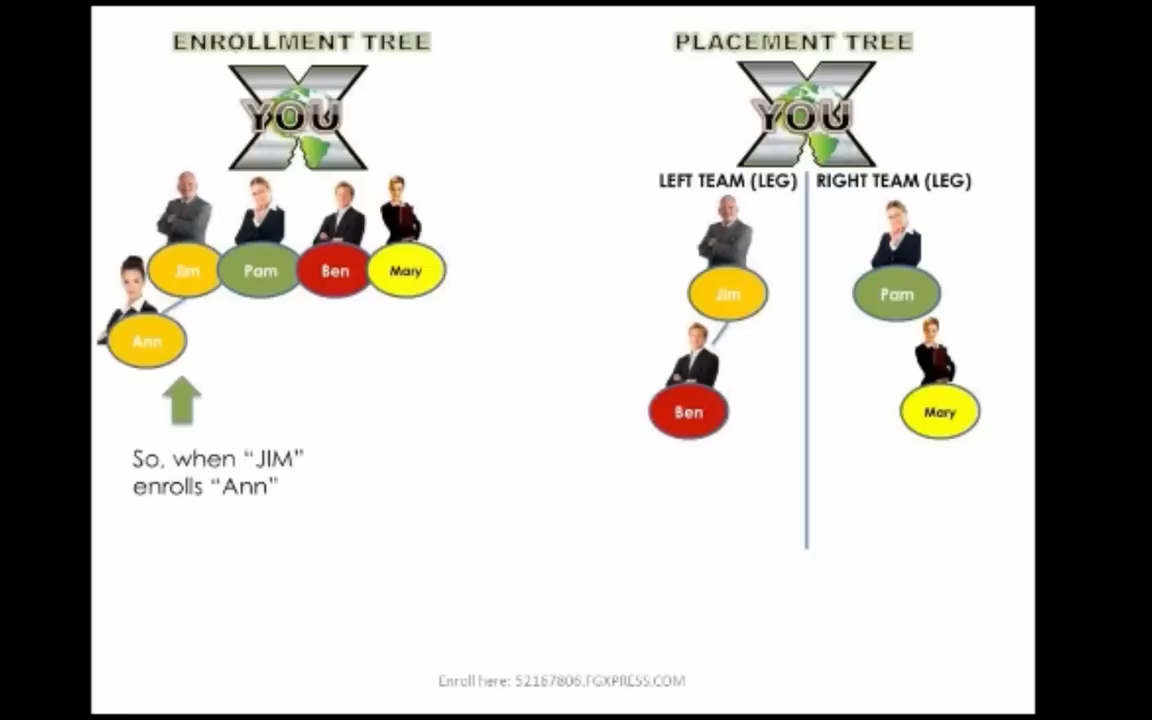 ENROLLMENT TREE
YOU
Jim
Pam
Ben
Mary
Ann
So, when “JIM”
enrolls “Ann”
PLACEMENT TREE
YOU
LEFT TEAM (LEG)
RIGHT TEAM (LEG)
Jim
Pam
Ben
Mary
Enroll here: 52167806.FGXPRESS.COM